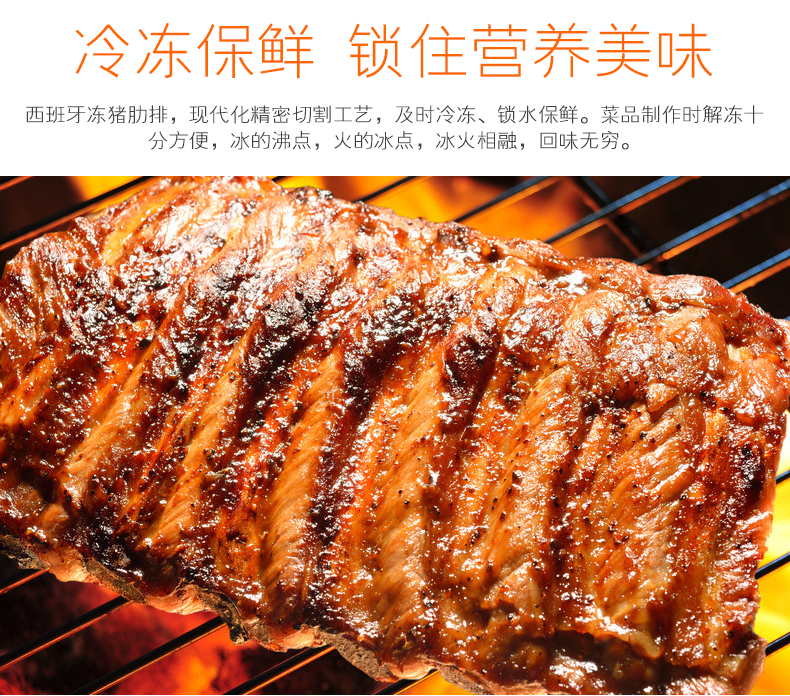 冷冻保鲜 锁住营养美味
西班牙冻猪肋排，现代化精密切割工艺，及时冷冻、锁水保鲜。菜品制作时解冻十
分方便，冰的沸点，火的冰点，冰火相融，回味无穷。